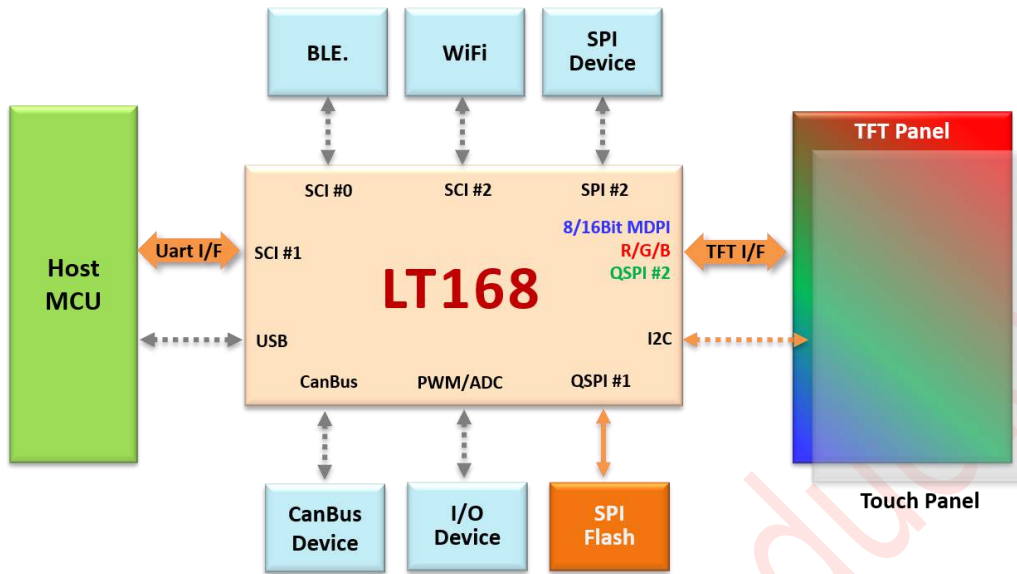 BLE.
WiFi
SPI
Device
TFT Panel
SCI #0
SCI #2
SPI #2
8/16Bit MDPI
R/G/B
QSPI #2
Uart I/F
SCI #1
TFT I/F
Host
MCU
LT168
USB
I2C
CanBus
PWM/ADC
QSPI #1
CanBus
Device
I/O
Device
SPI
Flash
Touch Panel